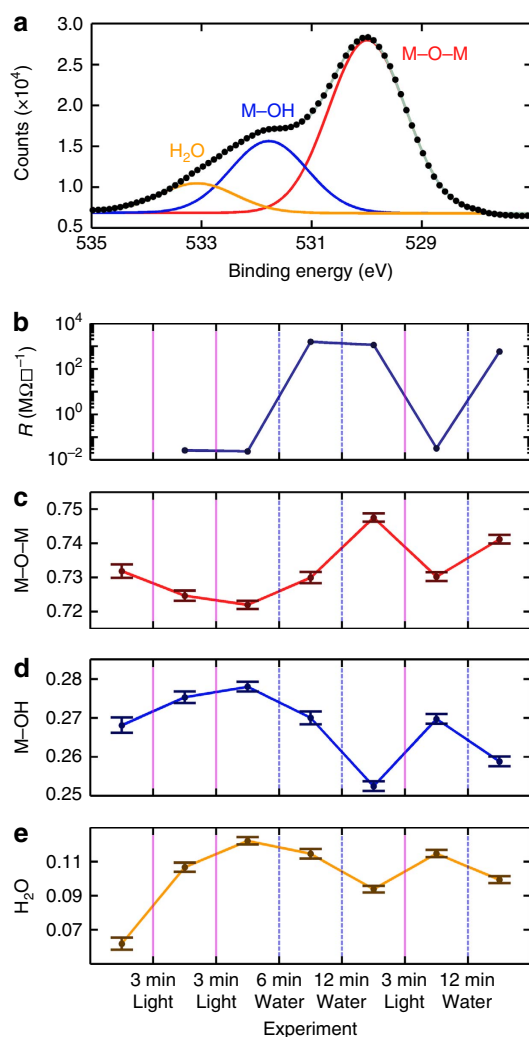 a
3.0
2.5
2.0
1.5
1.0
0.5
Counts (×10⁴)
M–O–M
M–OH
H₂O
535
533
531
529
Binding energy (eV)
b
10⁴
10²
10⁰
10⁻²
R (MΩ□⁻¹)
c
0.75
0.74
0.73
0.72
M–O–M
d
0.28
0.27
0.26
0.25
M–OH
e
0.11
0.09
0.07
H₂O
3 min 3 min 6 min 12 min 3 min 12 min
Light Light Water Water Light Water
Experiment